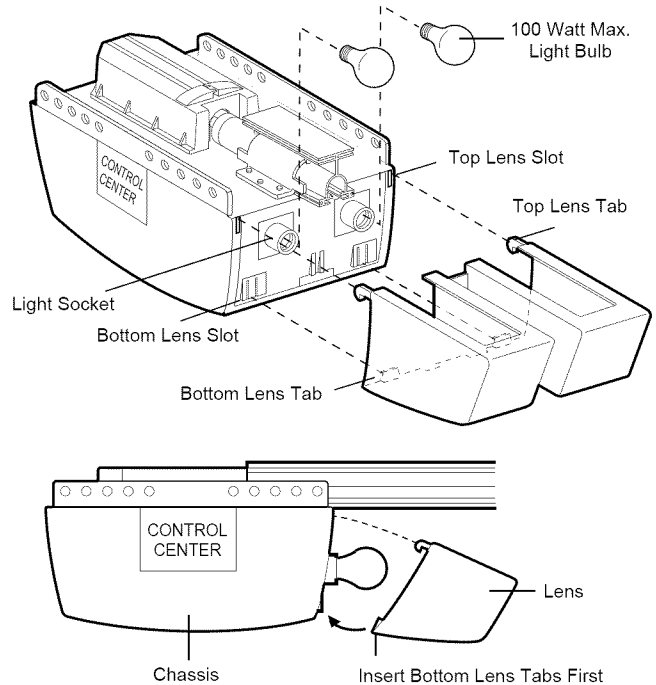 100 Watt Max.
Light Bulb
Top Lens Slot
CONTROL
CENTER
Top Lens Tab
Light Socket
Bottom Lens Slot
Bottom Lens Tab
CONTROL
CENTER
Lens
Chassis
Insert Bottom Lens Tabs First